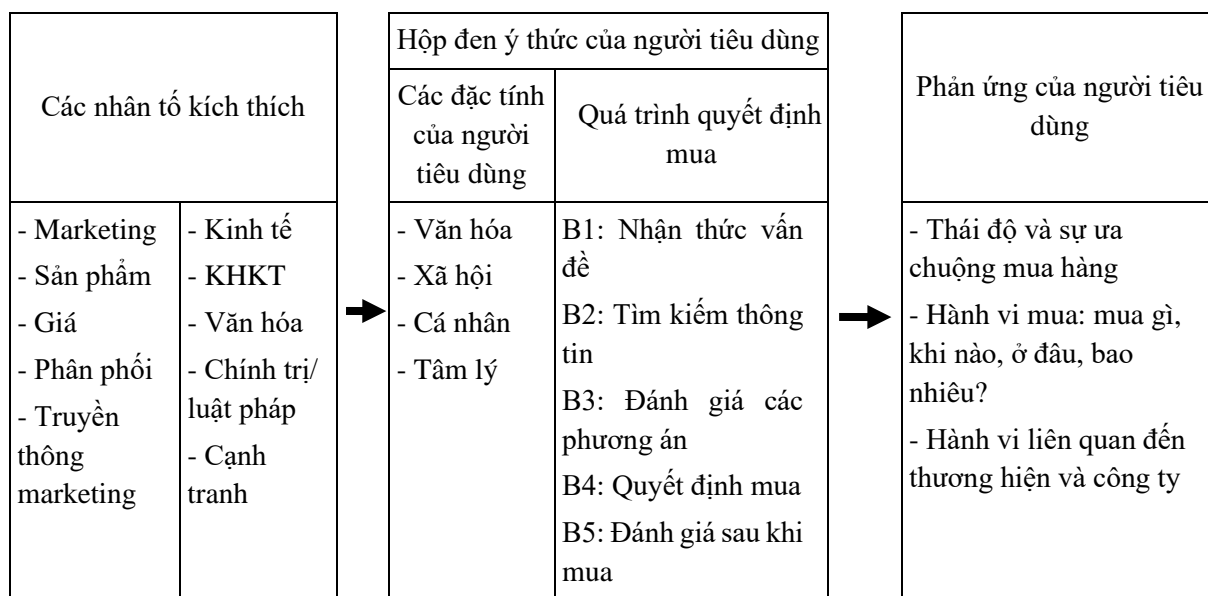 Các nhân tố kích thích
- Marketing
- Sản phẩm
- Giá
- Phân phối
- Truyền
thông
marketing
- Kinh tế
- KHKT
- Văn hóa
- Chính trị/
luật pháp
- Cạnh
tranh
Hộp đen ý thức của người tiêu dùng
Các đặc tính
của người
tiêu dùng
- Văn hóa
- Xã hội
- Cá nhân
- Tâm lý
Quá trình quyết định
mua
B1: Nhận thức vấn
đề
B2: Tìm kiếm thông
tin
B3: Đánh giá các
phương án
B4: Quyết định mua
B5: Đánh giá sau khi
mua
Phản ứng của người tiêu
dùng
- Thái độ và sự ưa
chuộng mua hàng
- Hành vi mua: mua gì,
khi nào, ở đâu, bao
nhiêu?
- Hành vi liên quan đến
thương hiện và công ty